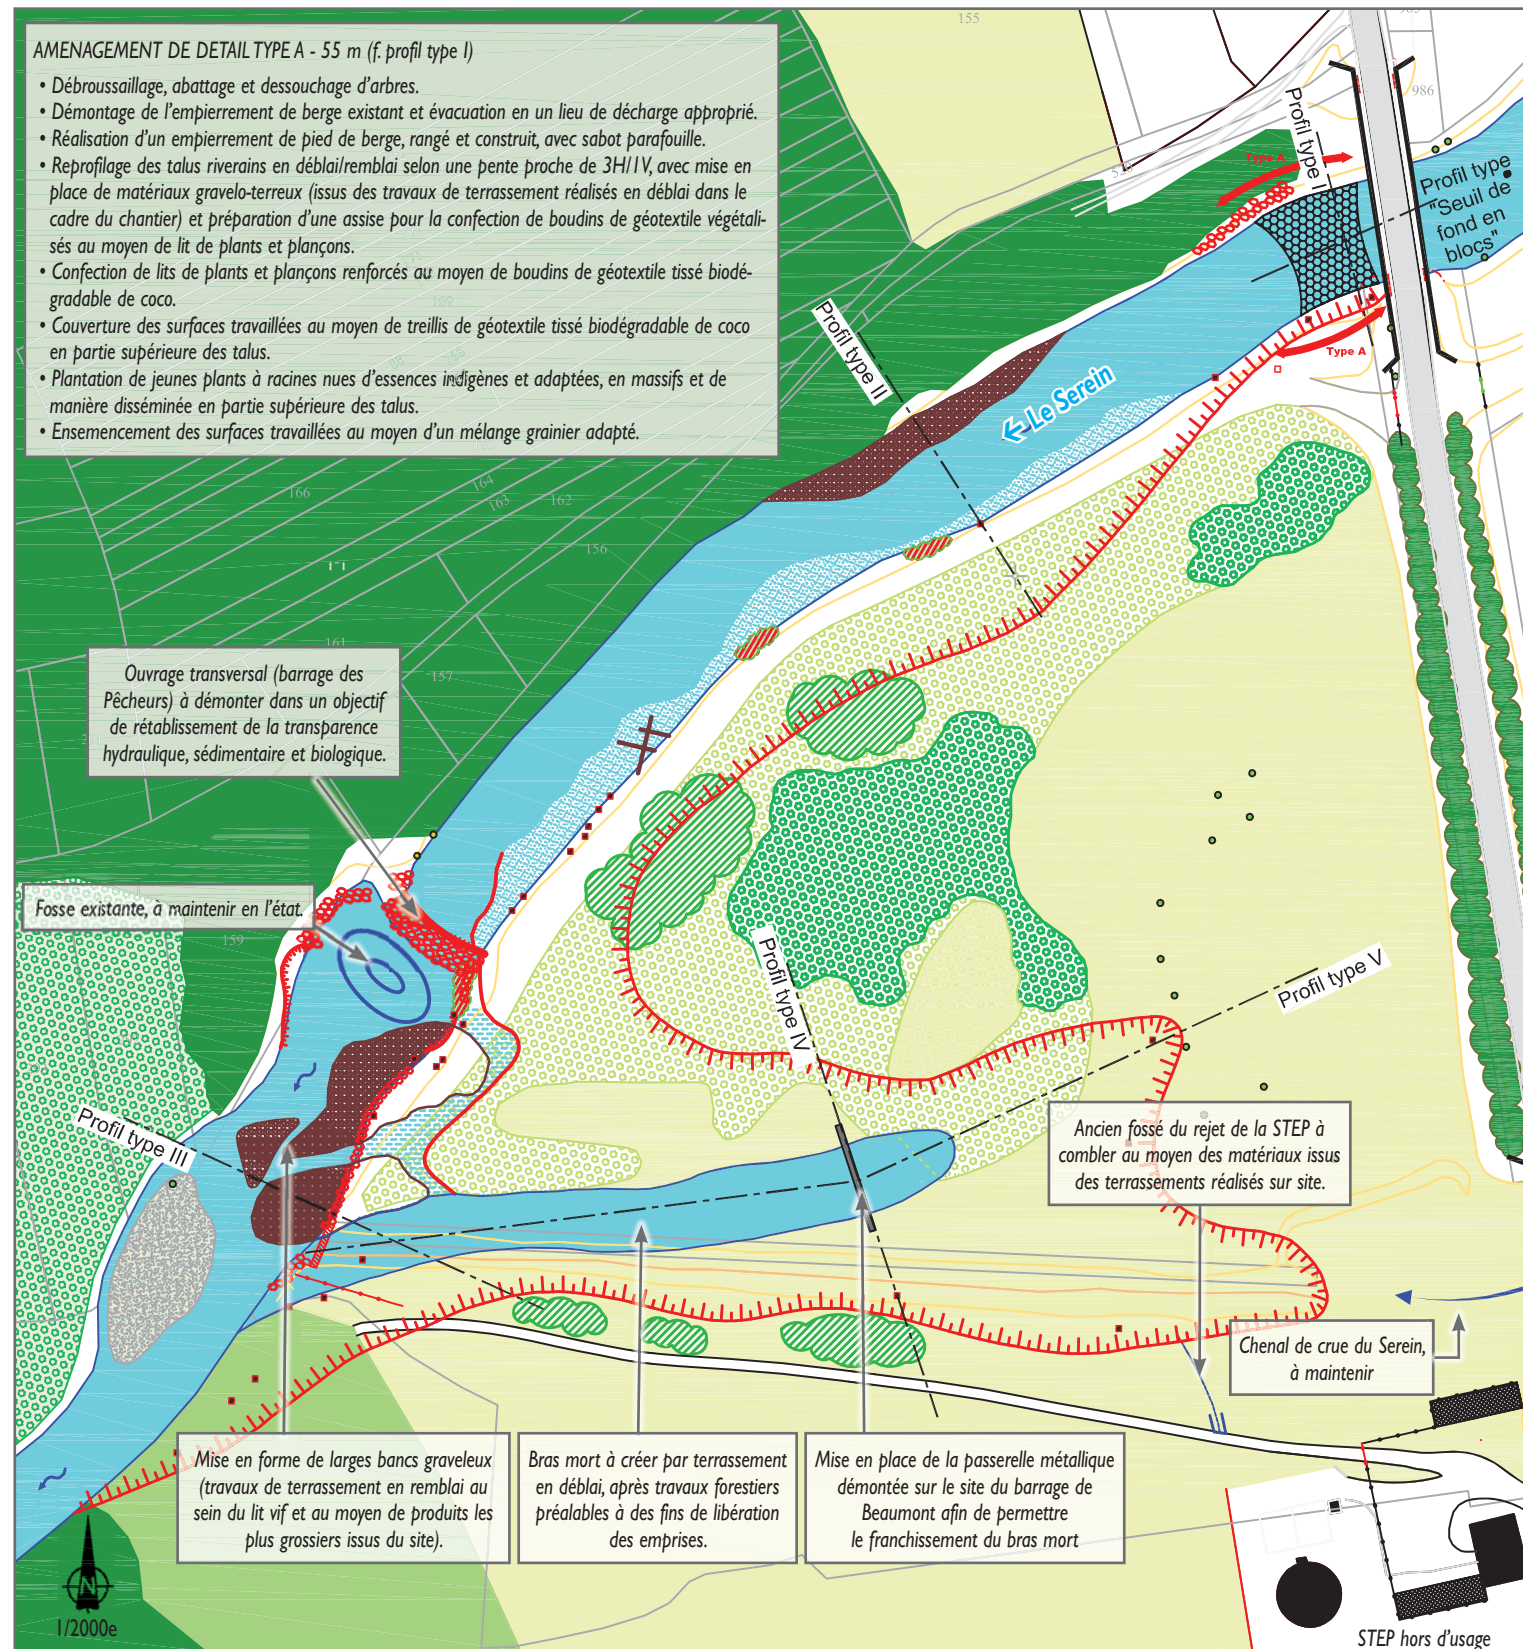 AMENAGEMENT DE DETAIL TYPE A - 55 m (f. profil type I)
• Débroussaillage, abattage et dessouchage d'arbres.
• Démontage de l'empierrement de berge existant et évacuation en un lieu de décharge approprié.
• Réalisation d'un empierrement de pied de berge, rangé et construit, avec sabot parafouille.
• Reprofilage des talus riverains en déblai/remblai selon une pente proche de 3H/1V, avec mise en
place de matériaux gravelo-terreux (issus des travaux de terrassement réalisés en déblai dans le
cadre du chantier) et préparation d'une assise pour la confection de boudins de géotextile végétali-
sés au moyen de lit de plants et plançons.
• Confection de lits de plants et plançons renforcés au moyen de boudins de géotextile tissé biodé-
gradable de coco.
• Couverture des surfaces travaillées au moyen de treillis de géotextile tissé biodégradable de coco
en partie supérieure des talus.
• Plantation de jeunes plants à racines nues d'essences indigènes et adaptées, en massifs et de
manière disséminée en partie supérieure des talus.
• Ensemencement des surfaces travaillées au moyen d'un mélange grainier adapté.
155
986
Profil type I
Type A
Profil type
"Seuil de
fond en
blocs"
Type A
Profil type II
Le Serein
169
166
164
163
162
156
161
157
159
Ouvrage transversal (barrage des
Pêcheurs) à démonter dans un objectif
de rétablissement de la transparence
hydraulique, sédimentaire et biologique.
Fosse existante, à maintenir en l'état.
Profil type IV
Profil type V
Profil type III
Ancien fossé du rejet de la STEP à
combler au moyen des matériaux issus
des terrassements réalisés sur site.
Chenal de crue du Serein,
à maintenir
Mise en forme de larges bancs graveleux
(travaux de terrassement en remblai au
sein du lit vif et au moyen de produits les
plus grossiers issus du site).
Bras mort à créer par terrassement
en déblai, après travaux forestiers
préalables à des fins de libération
des emprises.
Mise en place de la passerelle métallique
démontée sur le site du barrage de
Beaumont afin de permettre
le franchissement du bras mort
N
1/2000e
STEP hors d'usage